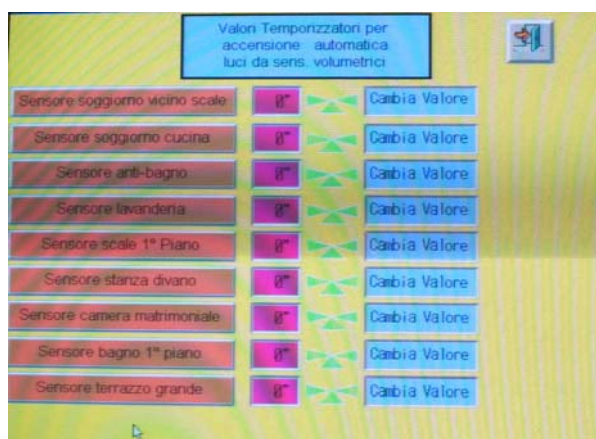 Valori Temporizzatori per
accensione automatica
luci da sens. volumetrici
Sensore soggiorno vicino scale 0" Cambia Valore
Sensore soggiorno cucina 0" Cambia Valore
Sensore anti-bagno 0" Cambia Valore
Sensore lavanderia 0" Cambia Valore
Sensore scale 1° Piano 0" Cambia Valore
Sensore stanza divano 0" Cambia Valore
Sensore camera matrimoniale 0" Cambia Valore
Sensore bagno 1° piano 0" Cambia Valore
Sensore terrazzo grande 0" Cambia Valore